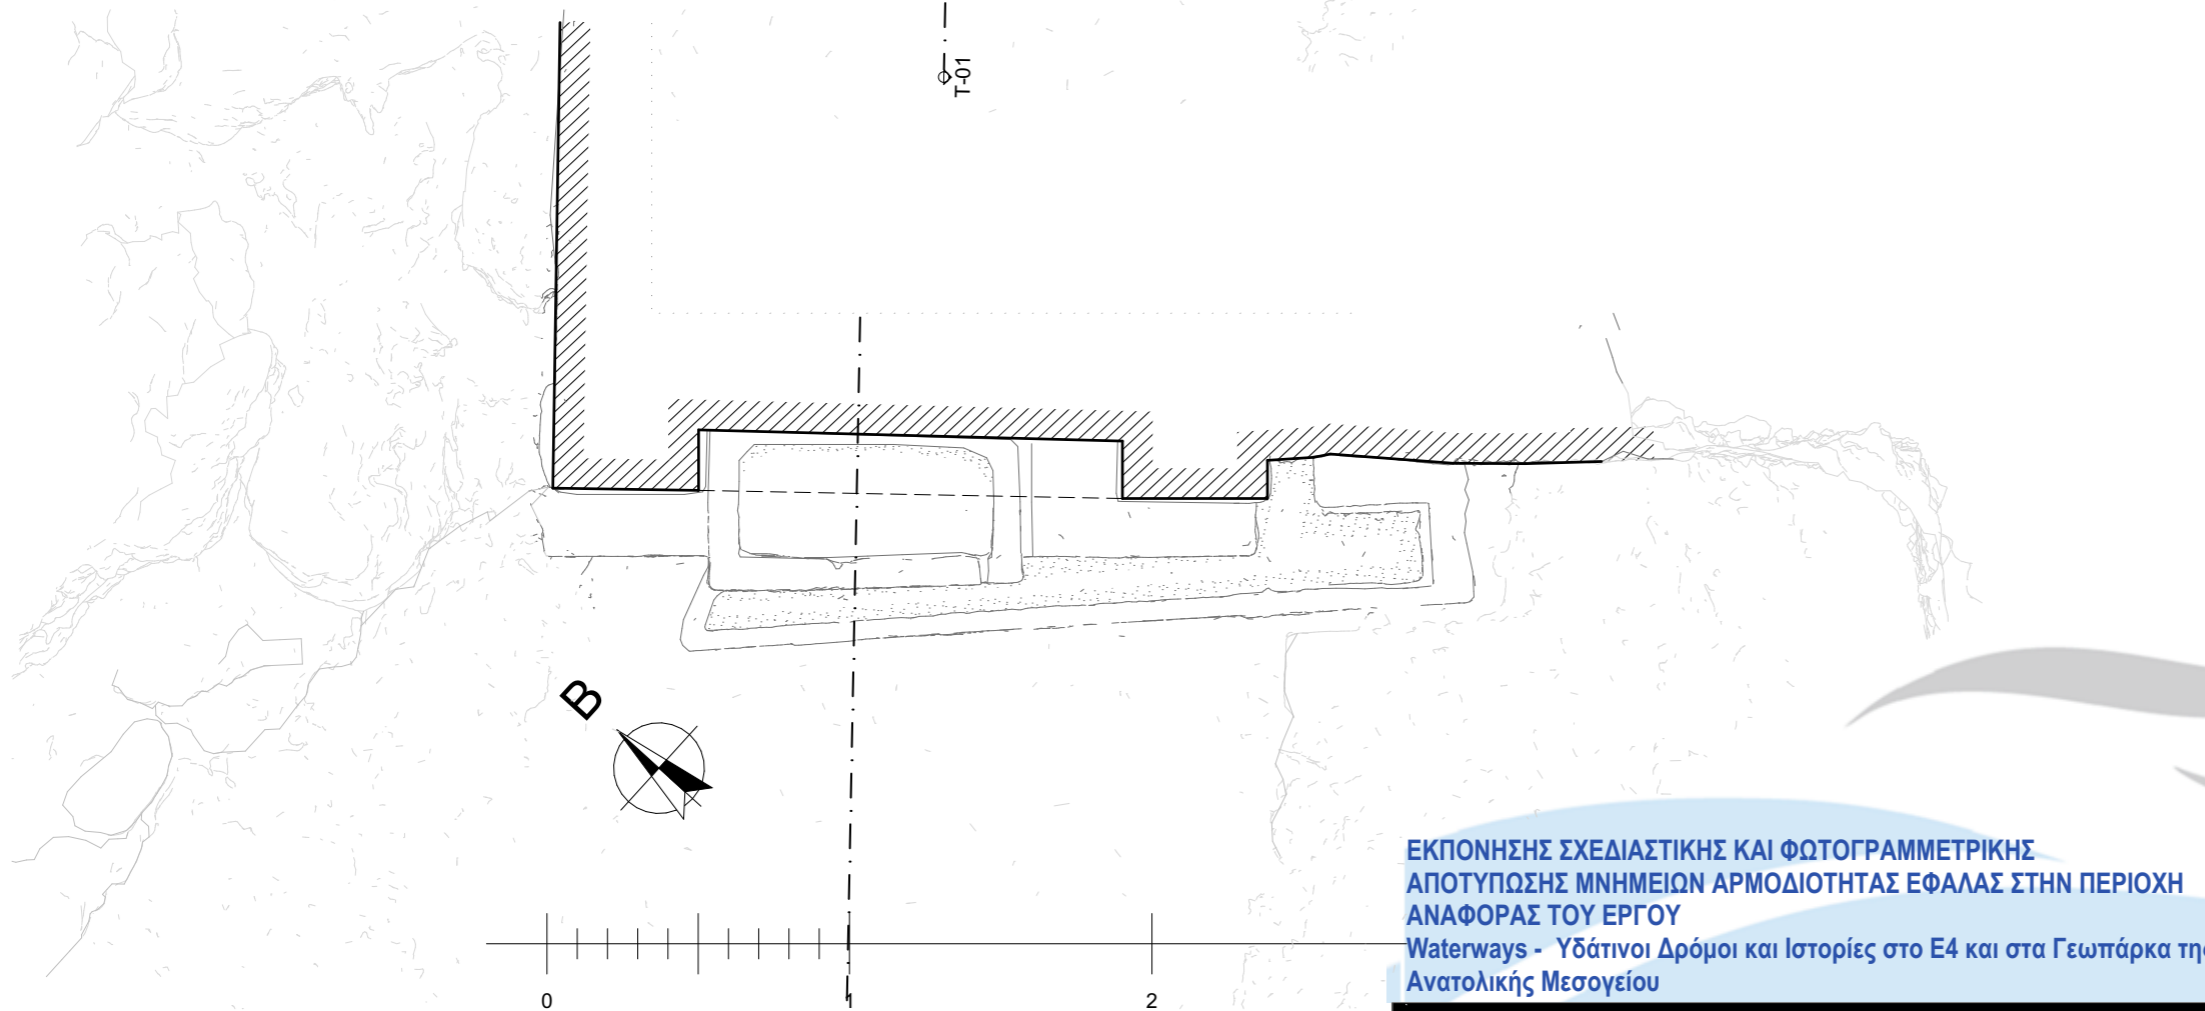 T-01
Β
ΕΚΠΟΝΗΣΗΣ ΣΧΕΔΙΑΣΤΙΚΗΣ ΚΑΙ ΦΩΤΟΓΡΑΜΜΕΤΡΙΚΗΣ
ΑΠΟΤΥΠΩΣΗΣ ΜΝΗΜΕΙΩΝ ΑΡΜΟΔΙΟΤΗΤΑΣ ΕΦΑΛΑΣ ΣΤΗΝ ΠΕΡΙΟΧΗ
ΑΝΑΦΟΡΑΣ ΤΟΥ ΕΡΓΟΥ
Waterways - Υδάτινοι Δρόμοι και Ιστορίες στο Ε4 και στα Γεωπάρκα της
Ανατολικής Μεσογείου
0 1 2